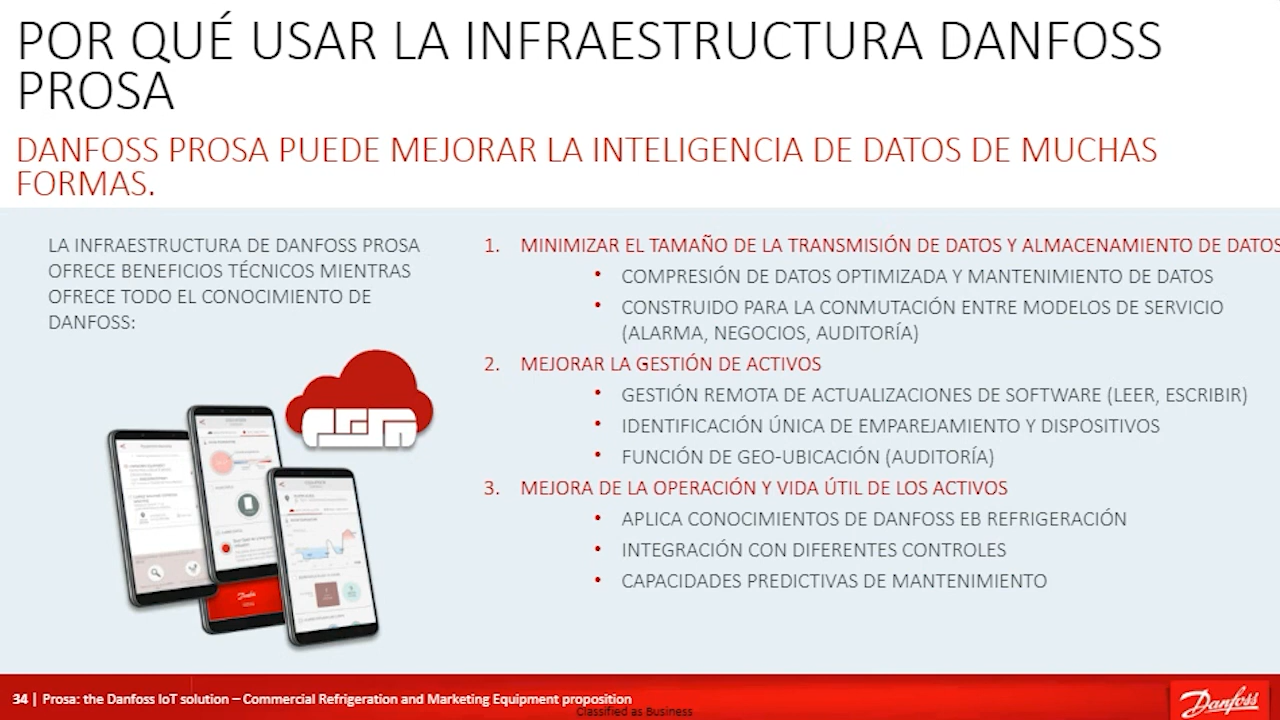 POR QUÉ USAR LA INFRAESTRUCTURA DANFOSS
PROSA
DANFOSS PROSA PUEDE MEJORAR LA INTELIGENCIA DE DATOS DE MUCHAS
FORMAS.
LA INFRAESTRUCTURA DE DANFOSS PROSA
OFRECE BENEFICIOS TÉCNICOS MIENTRAS
OFRECE TODO EL CONOCIMIENTO DE
DANFOSS:
1. MINIMIZAR EL TAMAÑO DE LA TRANSMISIÓN DE DATOS Y ALMACENAMIENTO DE DATOS
• COMPRESIÓN DE DATOS OPTIMIZADA Y MANTENIMIENTO DE DATOS
• CONSTRUIDO PARA LA CONMUTACIÓN ENTRE MODELOS DE SERVICIO
(ALARMA, NEGOCIOS, AUDITORÍA)
2. MEJORAR LA GESTIÓN DE ACTIVOS
• GESTIÓN REMOTA DE ACTUALIZACIONES DE SOFTWARE (LEER, ESCRIBIR)
• IDENTIFICACIÓN ÚNICA DE EMPAREJAMIENTO Y DISPOSITIVOS
• FUNCIÓN DE GEO-UBICACIÓN (AUDITORÍA)
3. MEJORA DE LA OPERACIÓN Y VIDA ÚTIL DE LOS ACTIVOS
• APLICA CONOCIMIENTOS DE DANFOSS EB REFRIGERACIÓN
• INTEGRACIÓN CON DIFERENTES CONTROLES
• CAPACIDADES PREDICTIVAS DE MANTENIMIENTO
34 | Prosa: the Danfoss IoT solution – Commercial Refrigeration and Marketing Equipment proposition
Classified as Business
Danfoss